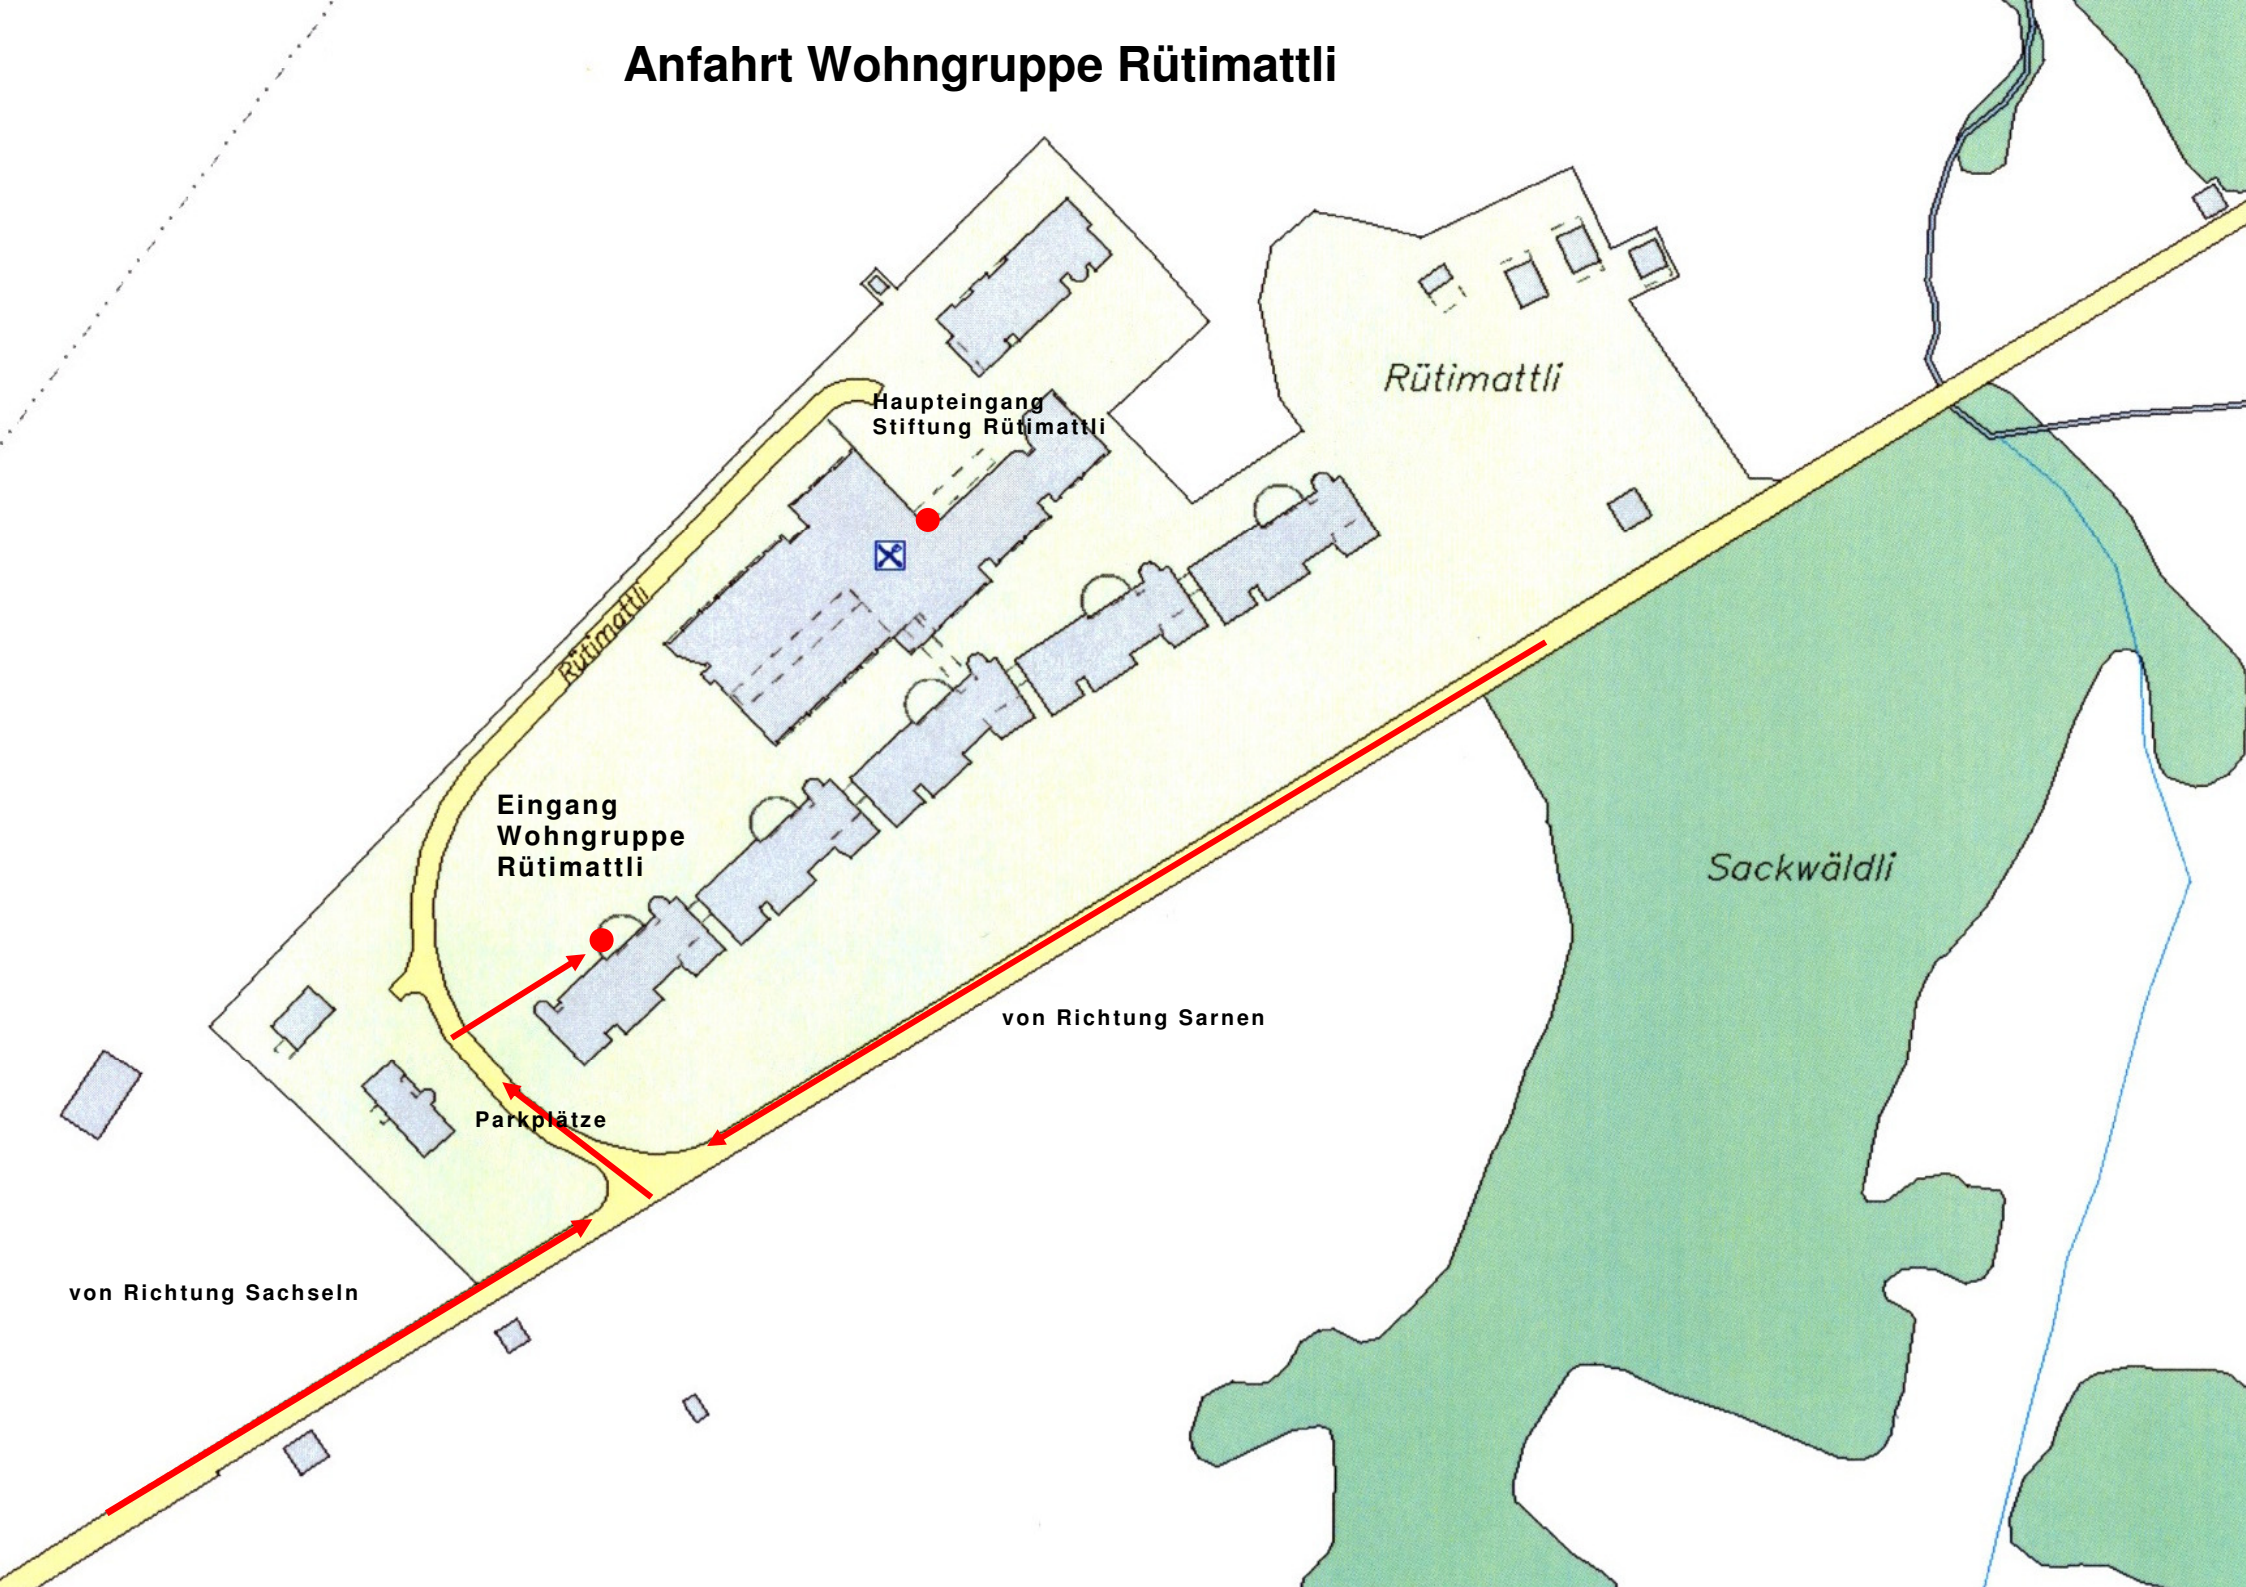 Anfahrt Wohngruppe Rütimattli
Haupteingang
Stiftung Rütimattli
Rütimattli
Rütimattli
Eingang
Wohngruppe
Rütimattli
Sackwäldli
von Richtung Sarnen
Parkplätze
von Richtung Sachseln